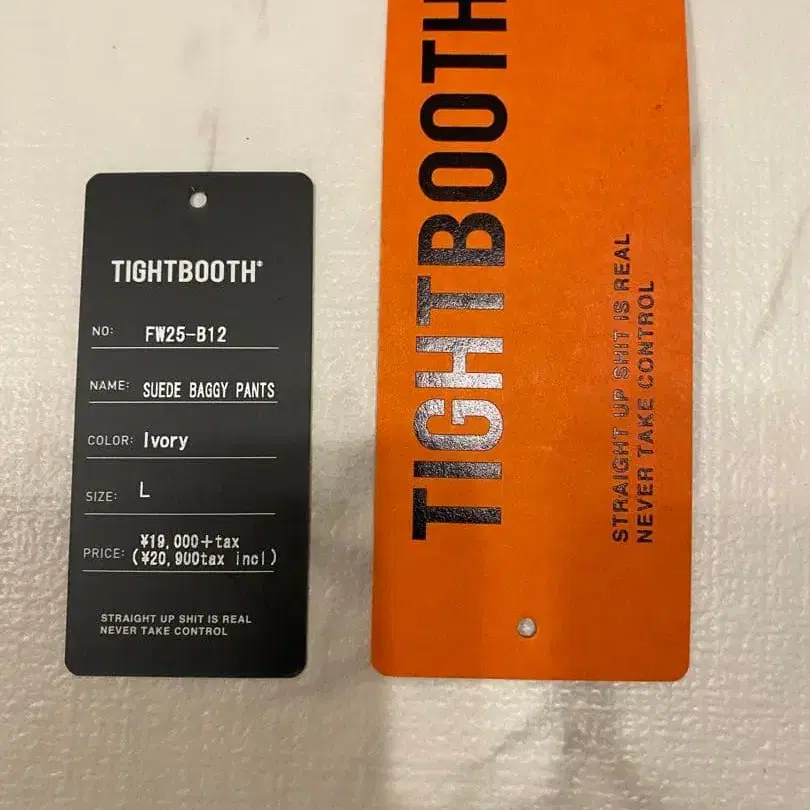 TIGHTBOOTH®
NO: FW25-B12
NAME: SUEDE BAGGY PANTS
COLOR: Ivory
SIZE: L
PRICE: ¥19,000+tax
(¥20,900tax incl)
STRAIGHT UP SHIT IS REAL
NEVER TAKE CONTROL
TIGHTBOOTH
STRAIGHT UP SHIT IS REAL
NEVER TAKE CONTROL